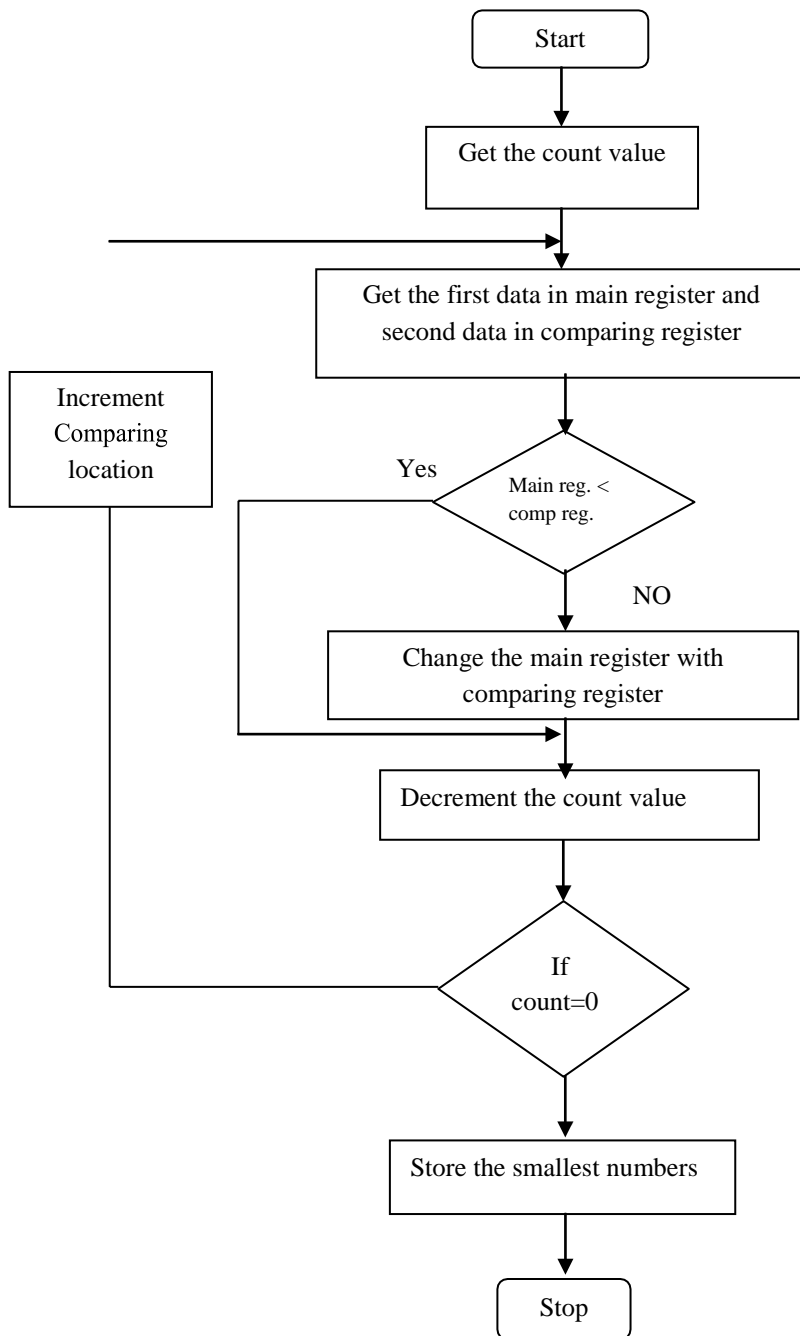 Start
Get the count value
Get the first data in main register and
second data in comparing register
Increment
Comparing
location
Yes
Main reg. <
comp reg.
NO
Change the main register with
comparing register
Decrement the count value
If
count=0
Store the smallest numbers
Stop